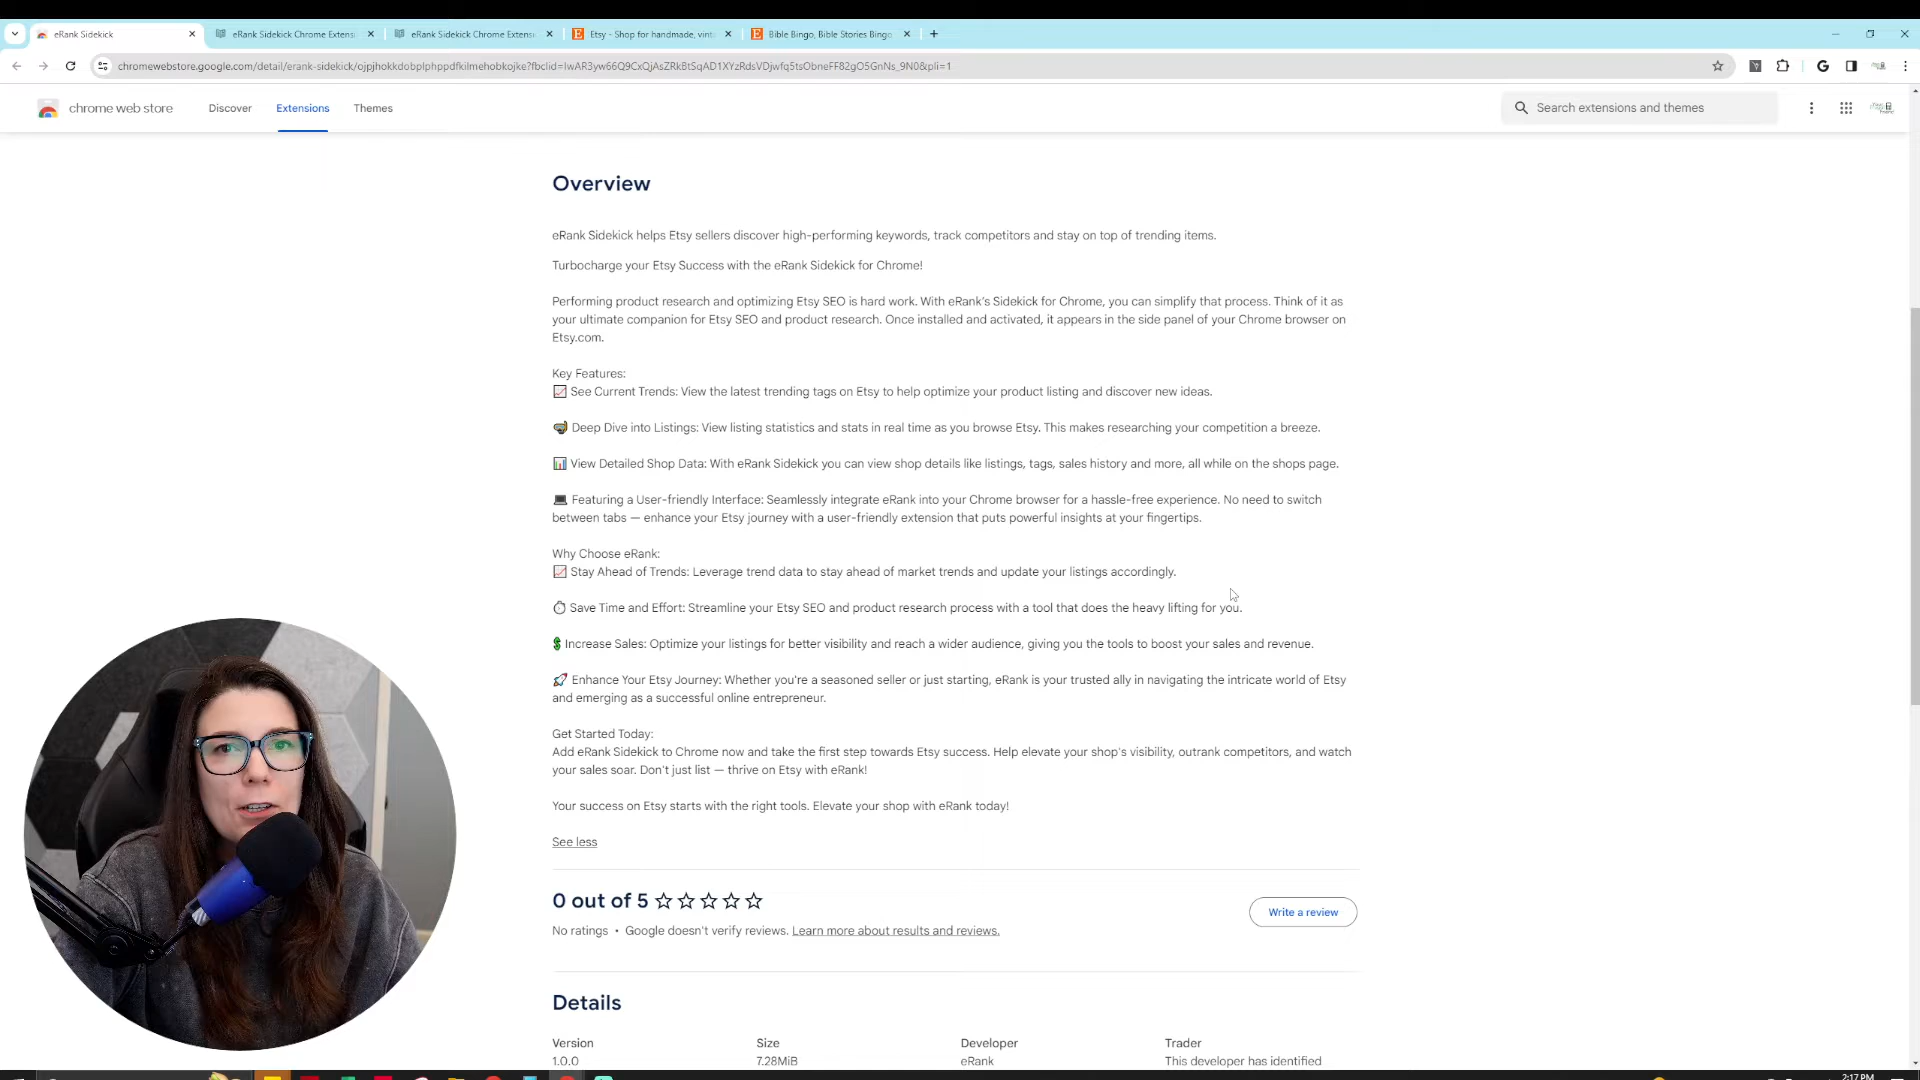 eRank Sidekick
eRank Sidekick Chrome Extens
eRank Sidekick Chrome Extens
Etsy - Shop for handmade, vint
Bible Bingo, Bible Stories Bingo
chromewebstore.google.com/detail/erank-sidekick/ojpjhokkdobplphppdfkilmehobkojke?fbclid=IwAR3yw66Q9CxQjAsZRkBtSqAD1XYzRdsVDjwfq5tsObneFF82gO5GnNs_9N0&pli=1
chrome web store
Discover
Extensions
Themes
Search extensions and themes
Overview
eRank Sidekick helps Etsy sellers discover high-performing keywords, track competitors and stay on top of trending items.
Turbocharge your Etsy Success with the eRank Sidekick for Chrome!
Performing product research and optimizing Etsy SEO is hard work. With eRank's Sidekick for Chrome, you can simplify that process. Think of it as
your ultimate companion for Etsy SEO and product research. Once installed and activated, it appears in the side panel of your Chrome browser on
Etsy.com.
Key Features:
📈 See Current Trends: View the latest trending tags on Etsy to help optimize your product listing and discover new ideas.
🤿 Deep Dive into Listings: View listing statistics and stats in real time as you browse Etsy. This makes researching your competition a breeze.
📊 View Detailed Shop Data: With eRank Sidekick you can view shop details like listings, tags, sales history and more, all while on the shops page.
💻 Featuring a User-friendly Interface: Seamlessly integrate eRank into your Chrome browser for a hassle-free experience. No need to switch
between tabs — enhance your Etsy journey with a user-friendly extension that puts powerful insights at your fingertips.
Why Choose eRank:
📈 Stay Ahead of Trends: Leverage trend data to stay ahead of market trends and update your listings accordingly.
⏱ Save Time and Effort: Streamline your Etsy SEO and product research process with a tool that does the heavy lifting for you.
💲 Increase Sales: Optimize your listings for better visibility and reach a wider audience, giving you the tools to boost your sales and revenue.
🚀 Enhance Your Etsy Journey: Whether you're a seasoned seller or just starting, eRank is your trusted ally in navigating the intricate world of Etsy
and emerging as a successful online entrepreneur.
Get Started Today:
Add eRank Sidekick to Chrome now and take the first step towards Etsy success. Help elevate your shop's visibility, outrank competitors, and watch
your sales soar. Don't just list — thrive on Etsy with eRank!
Your success on Etsy starts with the right tools. Elevate your shop with eRank today!
See less
0 out of 5
Write a review
No ratings • Google doesn't verify reviews. Learn more about results and reviews.
Details
Version
Size
Developer
Trader
1.0.0
7.28MiB
eRank
This developer has identified
2:17 PM